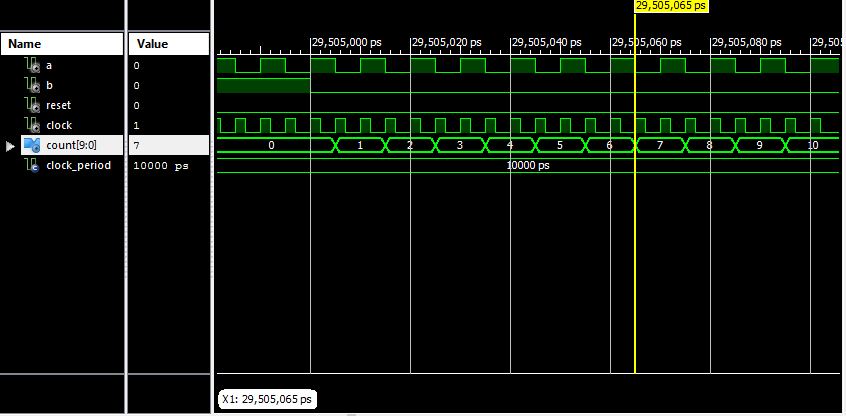 29,505,065 ps
Name Value 29,505,000 ps 29,505,020 ps 29,505,040 ps 29,505,060 ps 29,505,080 ps 29,505
a 0
b 0
reset 0
clock 1
count[9:0] 7 0 1 2 3 4 5 6 7 8 9 10
clock_period 10000 ps 10000 ps
X1: 29,505,065 ps